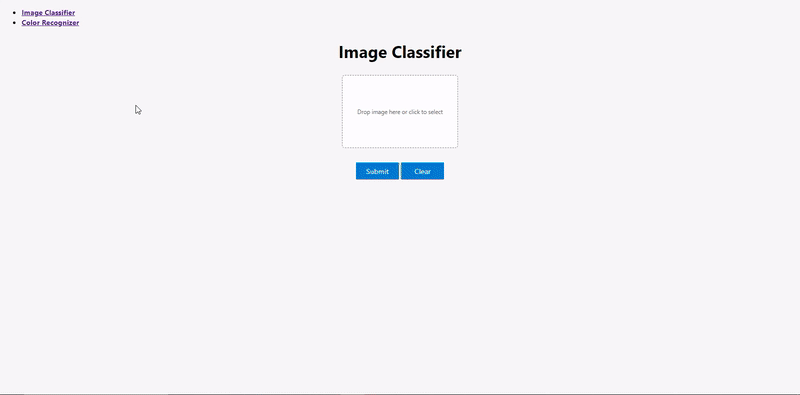 Image Classifier
Color Recognizer
Image Classifier
Drop image here or click to select
Submit Clear